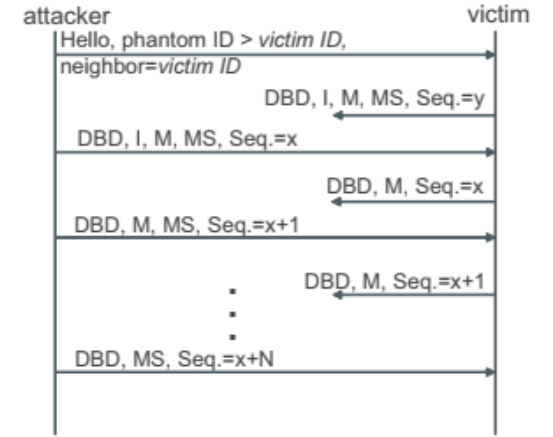 attacker
victim
Hello, phantom ID > victim ID,
neighbor=victim ID
DBD, I, M, MS, Seq.=y
DBD, I, M, MS, Seq.=x
DBD, M, Seq.=x
DBD, M, MS, Seq.=x+1
DBD, M, Seq.=x+1
DBD, MS, Seq.=x+N